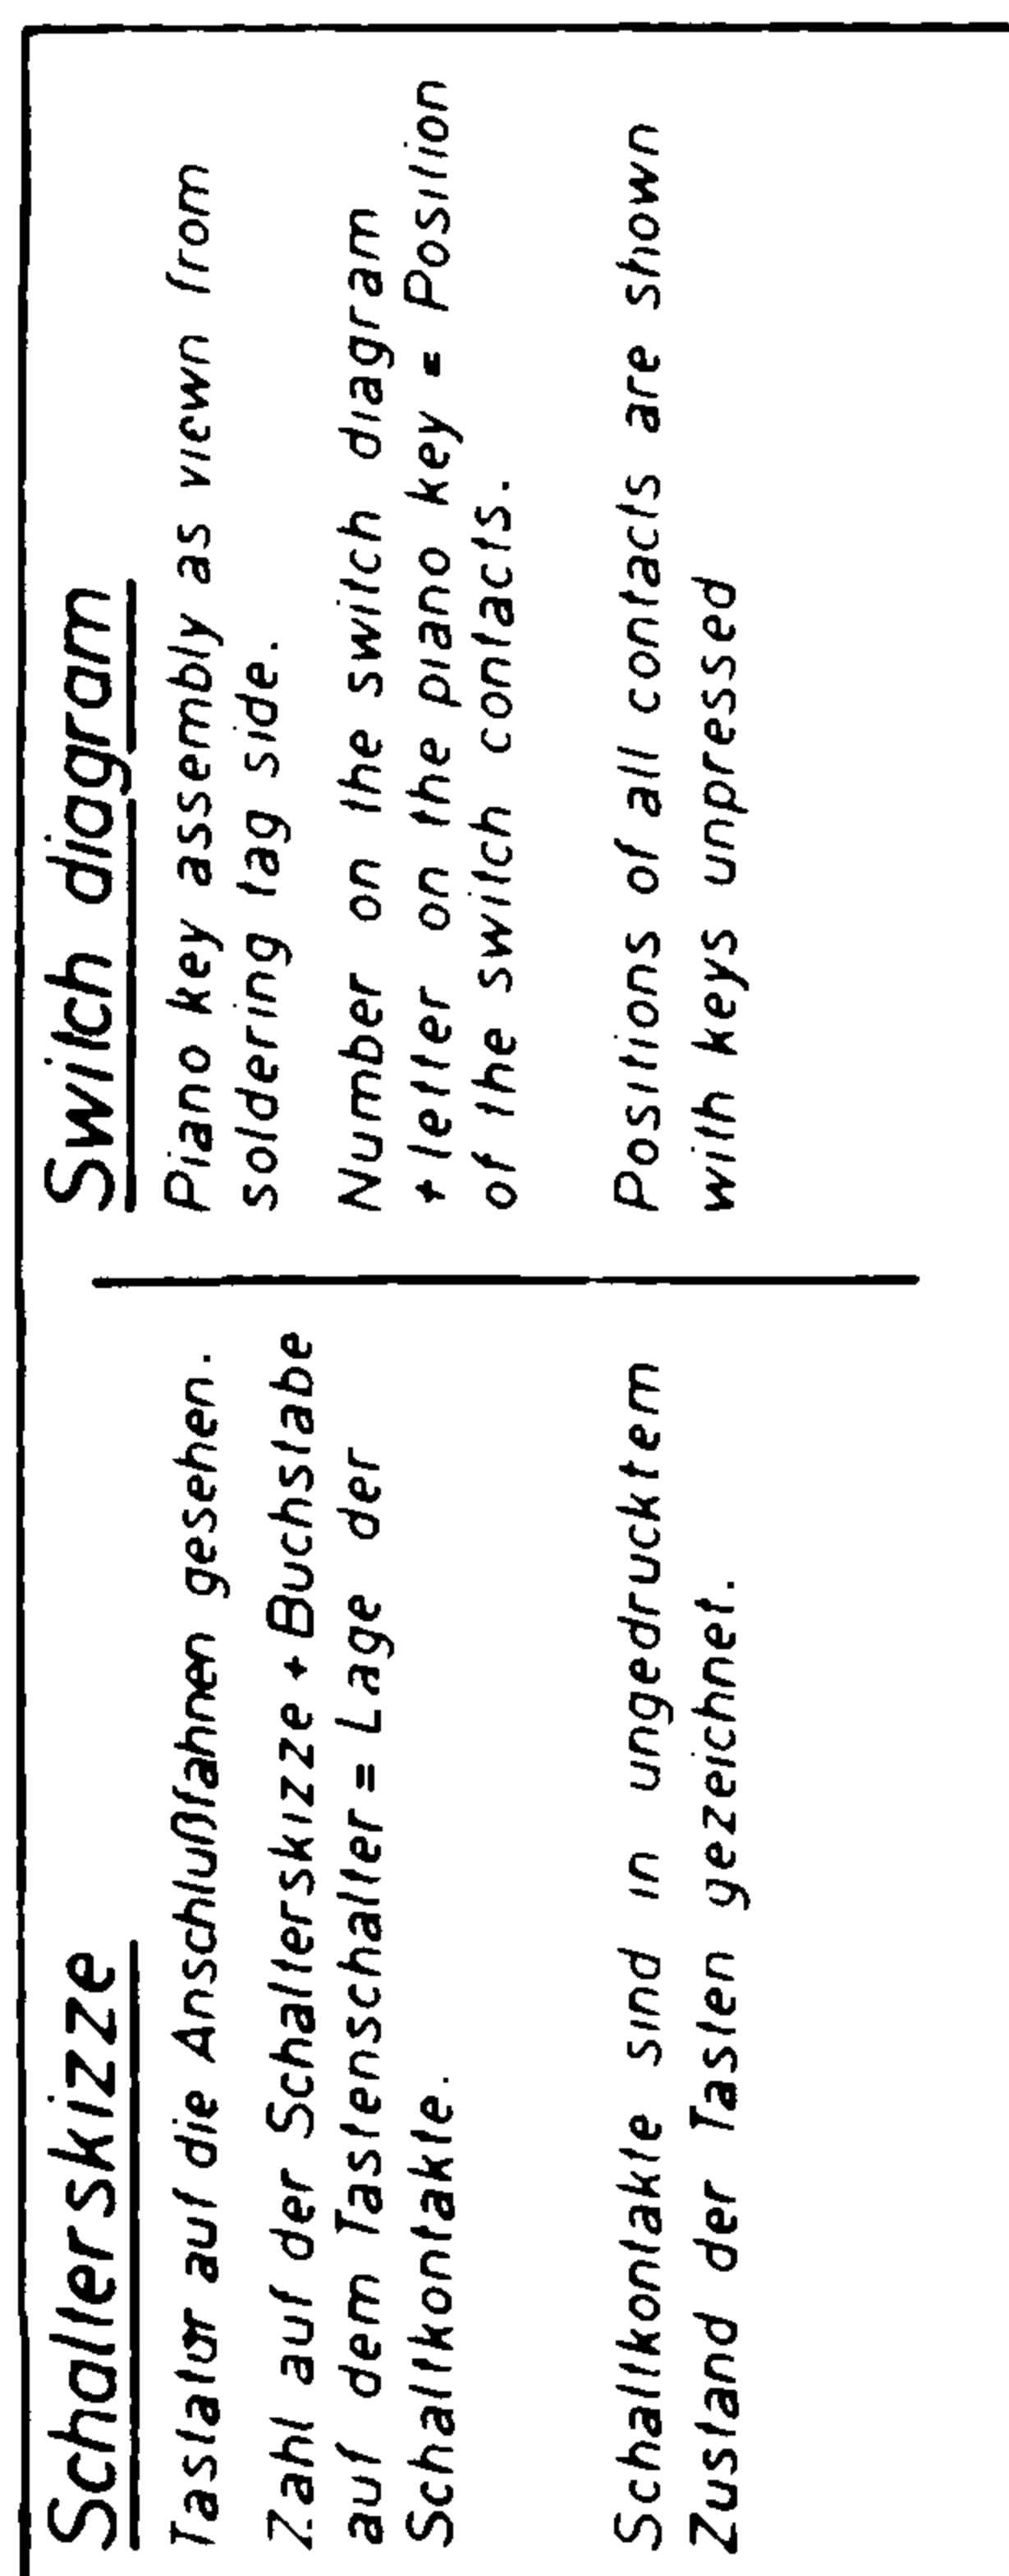 Schalterskizze
Tastatur auf die Anschlußfahnen gesehen.
Zahl auf der Schalterskizze + Buchstabe
auf dem Tastenschalter = Lage der
Schaltkontakte.
Schaltkontakte sind in ungedrucktem
Zustand der Tasten gezeichnet.
Switch diagram
Piano key assembly as viewn from
soldering tag side.
Number on the switch diagram
+ letter on the piano key = Position
of the switch contacts.
Positions of all contacts are shown
with keys unpressed